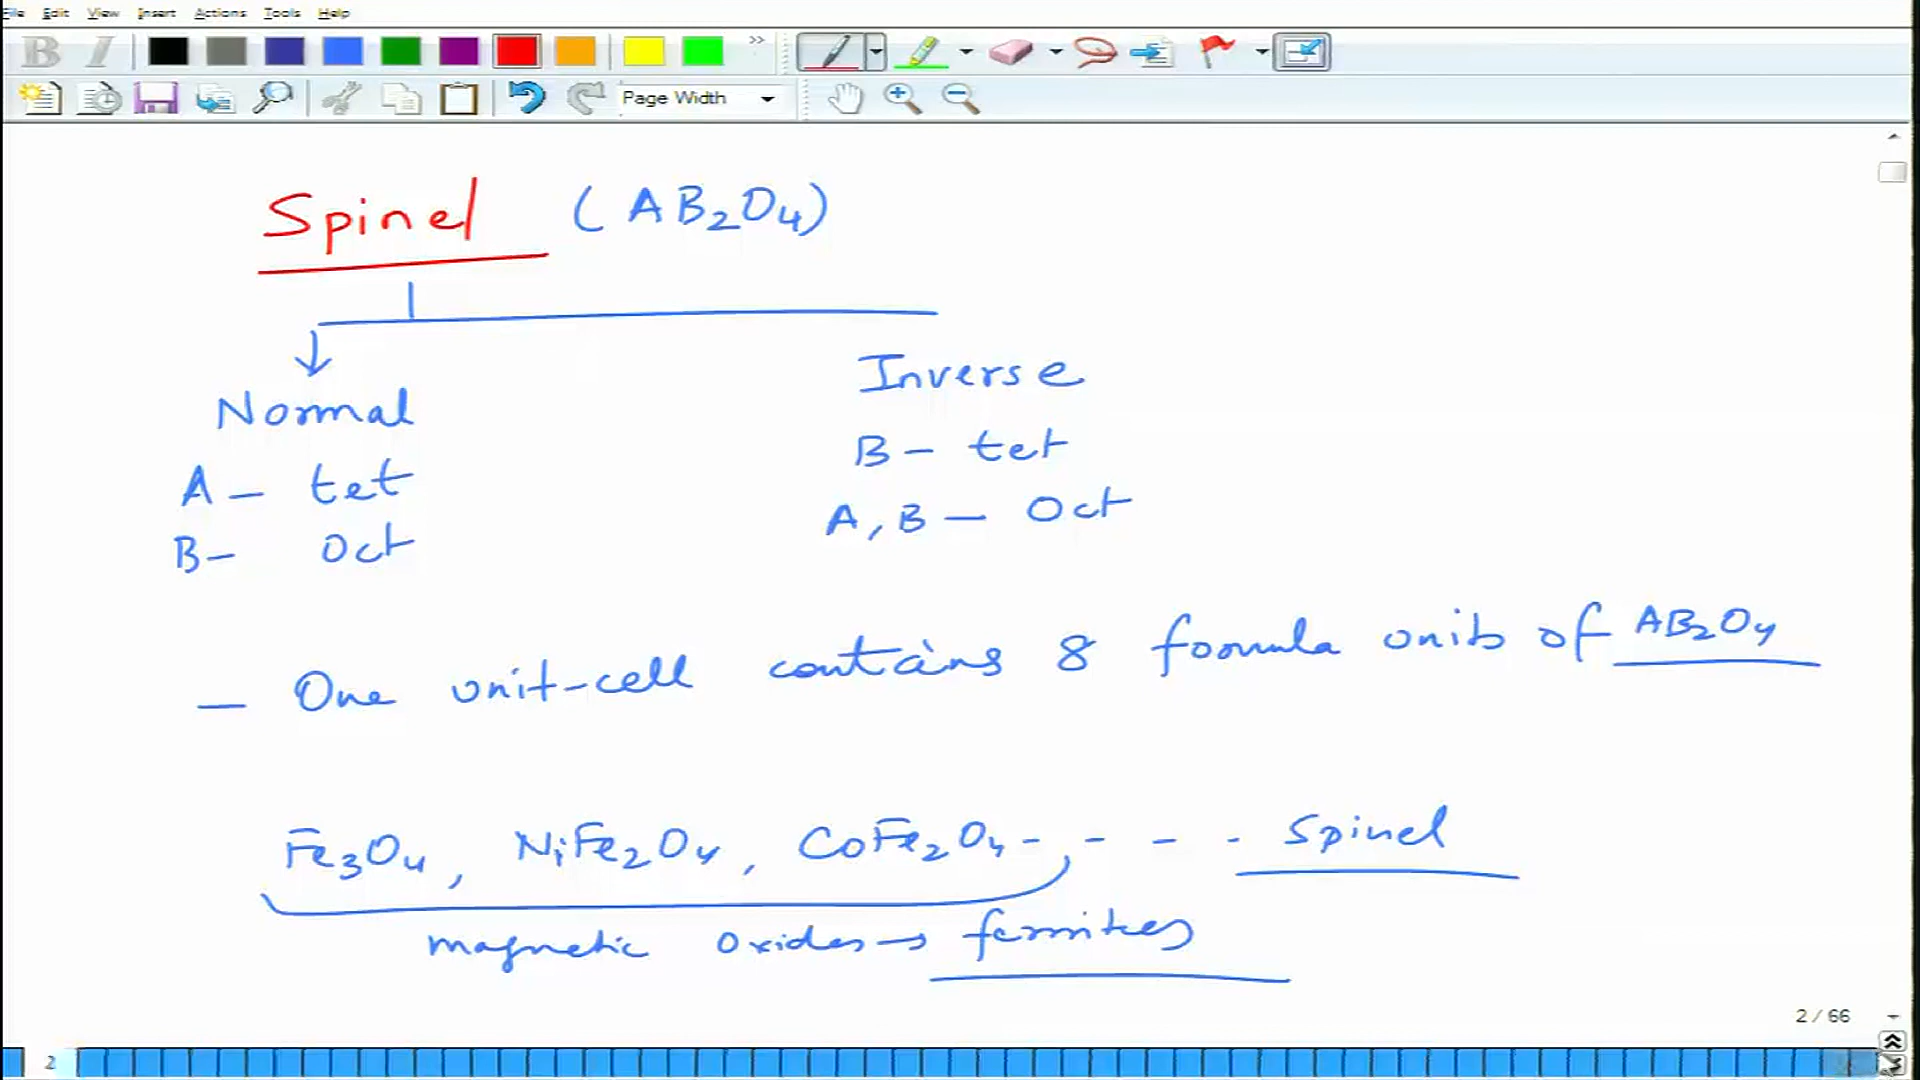 File Edit View Insert Actions Tools Help
B I
Page Width
Spinel (AB₂O₄)
Normal
A - tet
B - Oct
Inverse
B - tet
A, B - Oct
- One unit-cell contains 8 formula units of AB₂O₄
Fe₃O₄, NiFe₂O₄, CoFe₂O₄ - - - - Spinel
magnetic oxides → ferrites
2 / 66
2